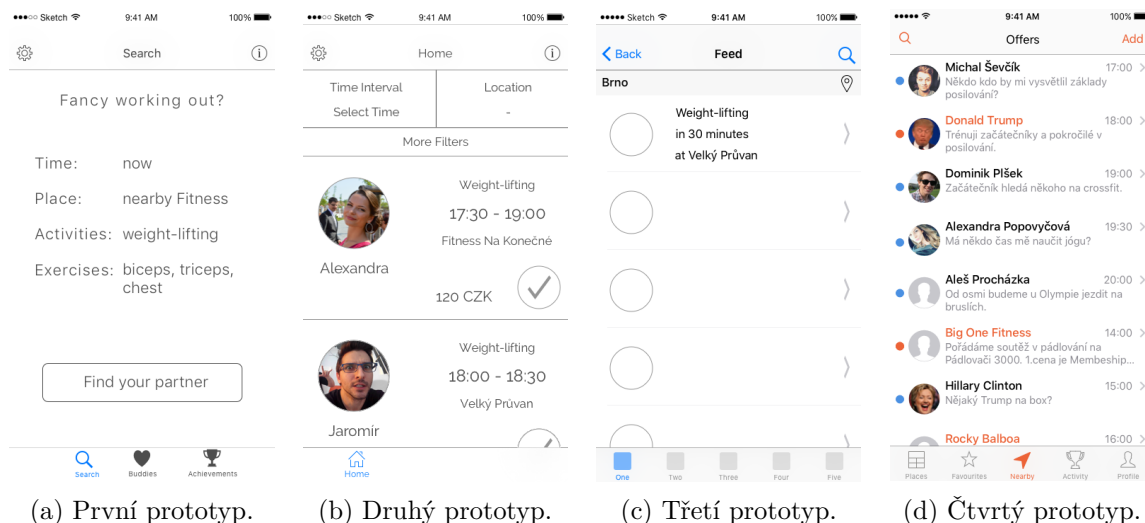 Sketch 9:41 AM 100%
Search
Fancy working out?
Time: now
Place: nearby Fitness
Activities: weight-lifting
Exercises: biceps, triceps,
chest
Find your partner
Search Buddies Achievements
(a) První prototyp.
Sketch 9:41 AM 100%
Home
Time Interval Location
Select Time -
More Filters
Weight-lifting
17:30 - 19:00
Fitness Na Konečné
Alexandra
120 CZK
Weight-lifting
18:00 - 18:30
Velký Průvan
Jaromír
Home
(b) Druhý prototyp.
Sketch 9:41 AM 100%
Back Feed
Brno
Weight-lifting
in 30 minutes
at Velký Průvan
One Two Three Four Five
(c) Třetí prototyp.
9:41 AM 100%
Offers Add
Michal Ševčík 17:00
Někdo kdo by mi vysvětlil základy
posilování?
Donald Trump 18:00
Trénuji začátečníky a pokročilé v
posilování.
Dominik Plšek 19:00
Začátečník hledá někoho na crossfit.
Alexandra Popovyčová 19:30
Má někdo čas mě naučit jógu?
Aleš Procházka 20:00
Od osmi budeme u Olympie jezdit na
bruslích.
Big One Fitness 14:00
Pořádáme soutěž v pádlování na
Pádlovači 3000. 1.cena je Membeship...
Hillary Clinton 15:00
Nějaký Trump na box?
Rocky Balboa 16:00
Places Favourites Nearby Activity Profile
(d) Čtvrtý prototyp.